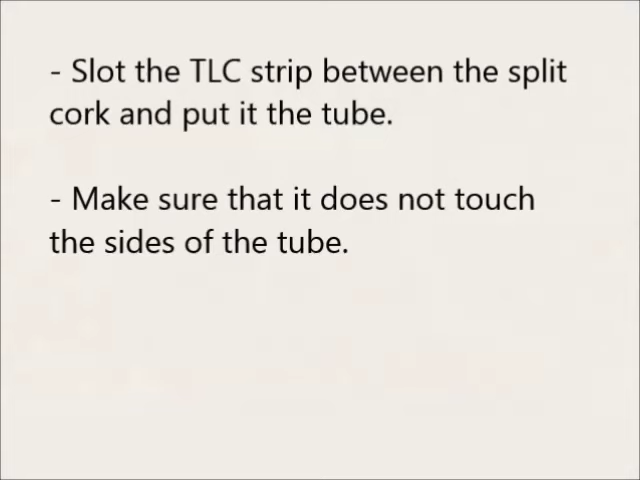 - Slot the TLC strip between the split
cork and put it the tube.
- Make sure that it does not touch
the sides of the tube.